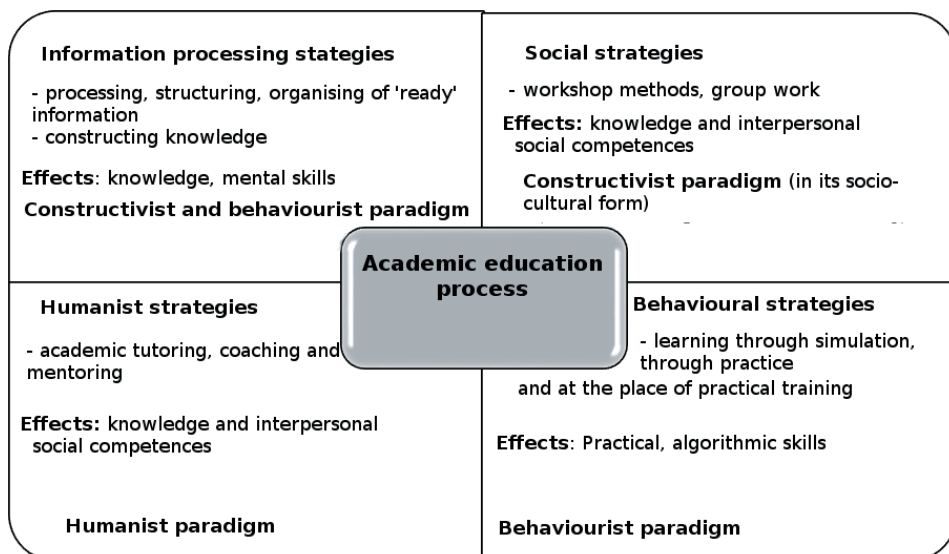 Information processing stategies
- processing, structuring, organising of 'ready'
information
- constructing knowledge
Effects: knowledge, mental skills
Constructivist and behaviourist paradigm
Social strategies
- workshop methods, group work
Effects: knowledge and interpersonal
social competences
Constructivist paradigm (in its socio-
cultural form)
Academic education
process
Humanist strategies
- academic tutoring, coaching and
mentoring
Effects: knowledge and interpersonal
social competences
Humanist paradigm
Behavioural strategies
- learning through simulation,
through practice
and at the place of practical training
Effects: Practical, algorithmic skills
Behaviourist paradigm